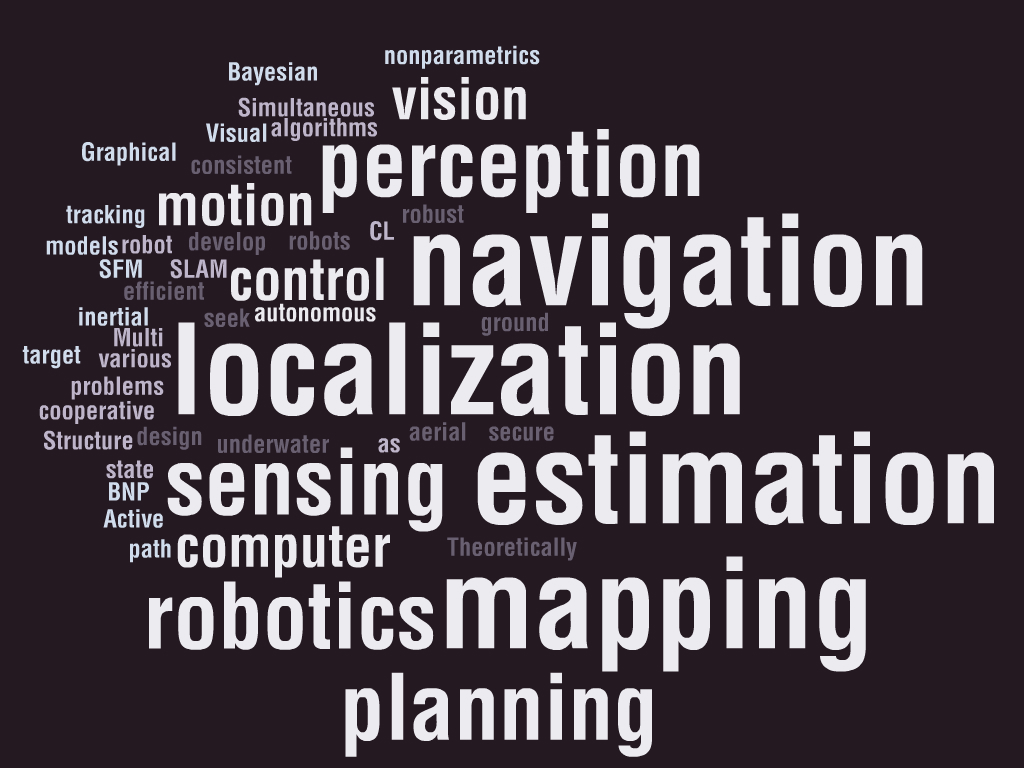 nonparametrics
Bayesian
vision
Simultaneous
Visual algorithms
Graphical
consistent
perception
motion
tracking
robust
CL
models robot develop robots
navigation
SFM SLAM
control
efficient
inertial
seek autonomous
ground
Multi
target various
localization
problems
cooperative
Structure design underwater as aerial secure
state
sensing
estimation
BNP
Active
path computer
Theoretically
robotics mapping
planning